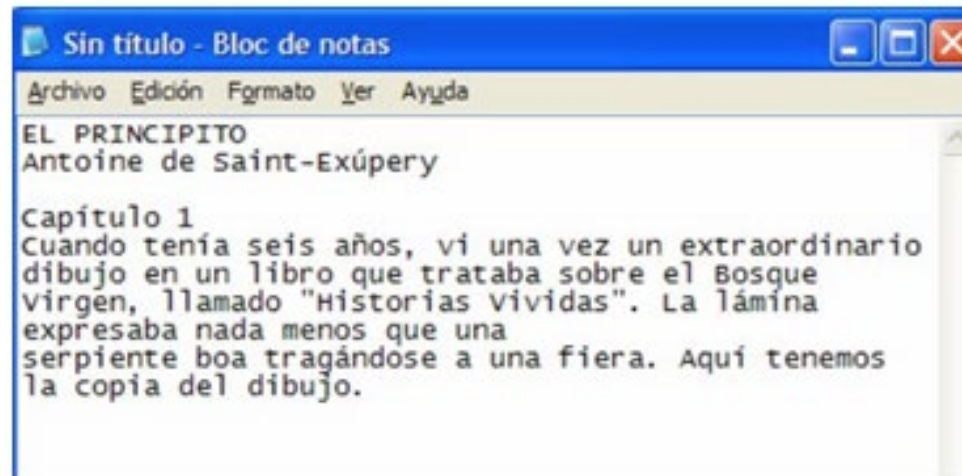 Sin título - Bloc de notas
Archivo Edición Formato Ver Ayuda
EL PRINCIPITO
Antoine de Saint-Exúpery
Capítulo 1
Cuando tenía seis años, vi una vez un extraordinario
dibujo en un libro que trataba sobre el Bosque
Virgen, llamado "Historias Vividas". La lámina
expresaba nada menos que una
serpiente boa tragándose a una fiera. Aquí tenemos
la copia del dibujo.